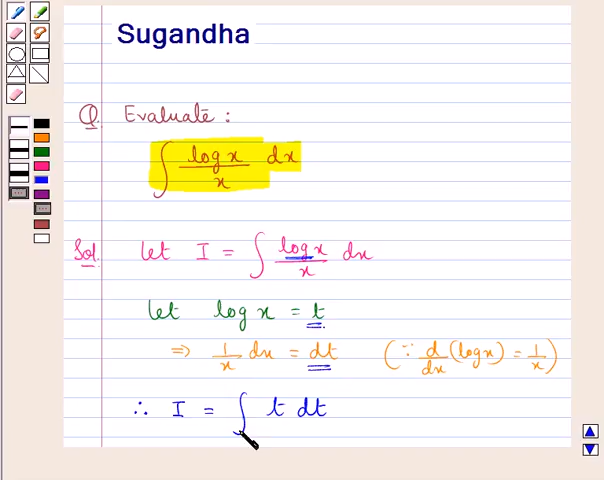 Sugandha
Q. Evaluate :
∫ log x / x dx
Sol. Let I = ∫ log x / x dx
let log x = t
⇒ 1/x dx = dt (∵ d/dx (log x) = 1/x)
∴ I = ∫ t dt